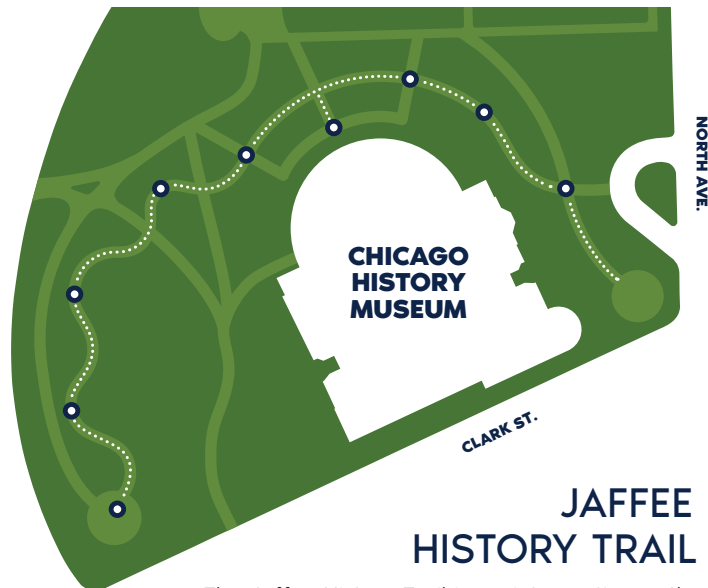 NORTH AVE.
CHICAGO
HISTORY
MUSEUM
CLARK ST.
JAFFEE
HISTORY TRAIL